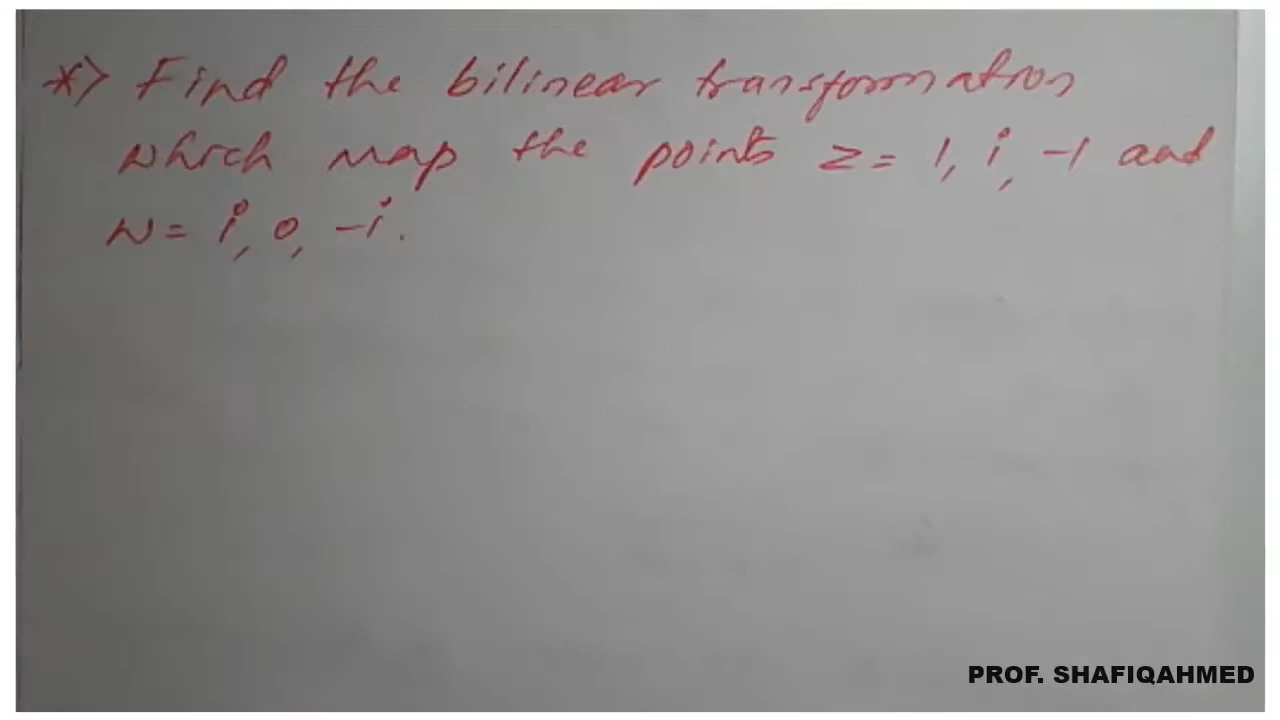 *) Find the bilinear transformation
which map the points z = 1, i, -1 and
w = i, 0, -i.
PROF. SHAFIQAHMED